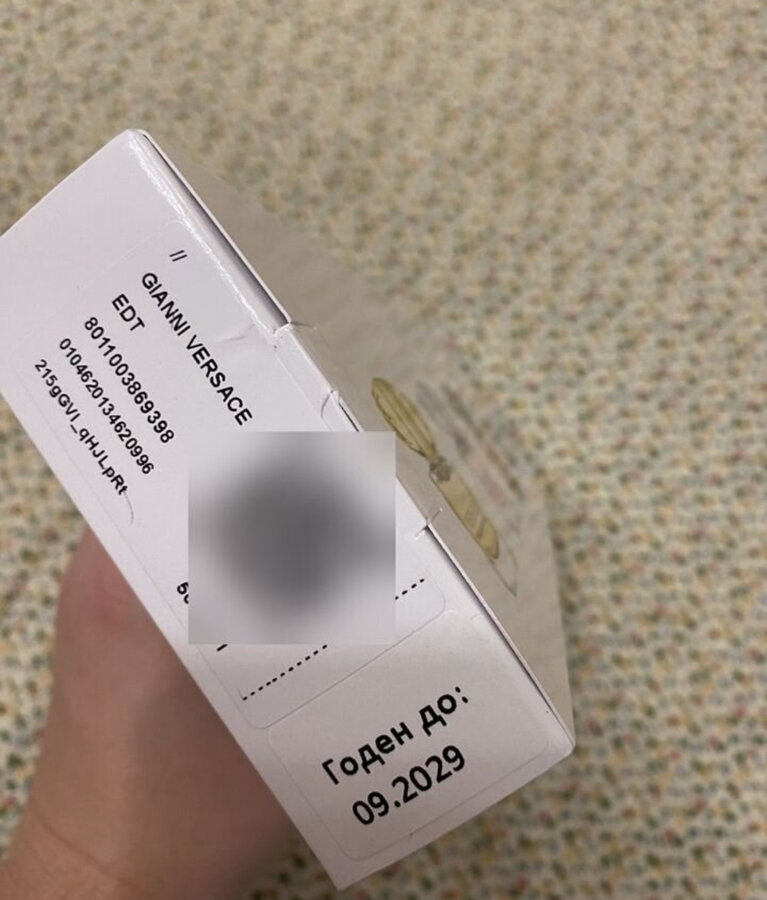 //
GIANNI VERSACE
EDT
8011003869398
0104620134620996
215gGVI_qHJLpRt
Годен до:
09.2029